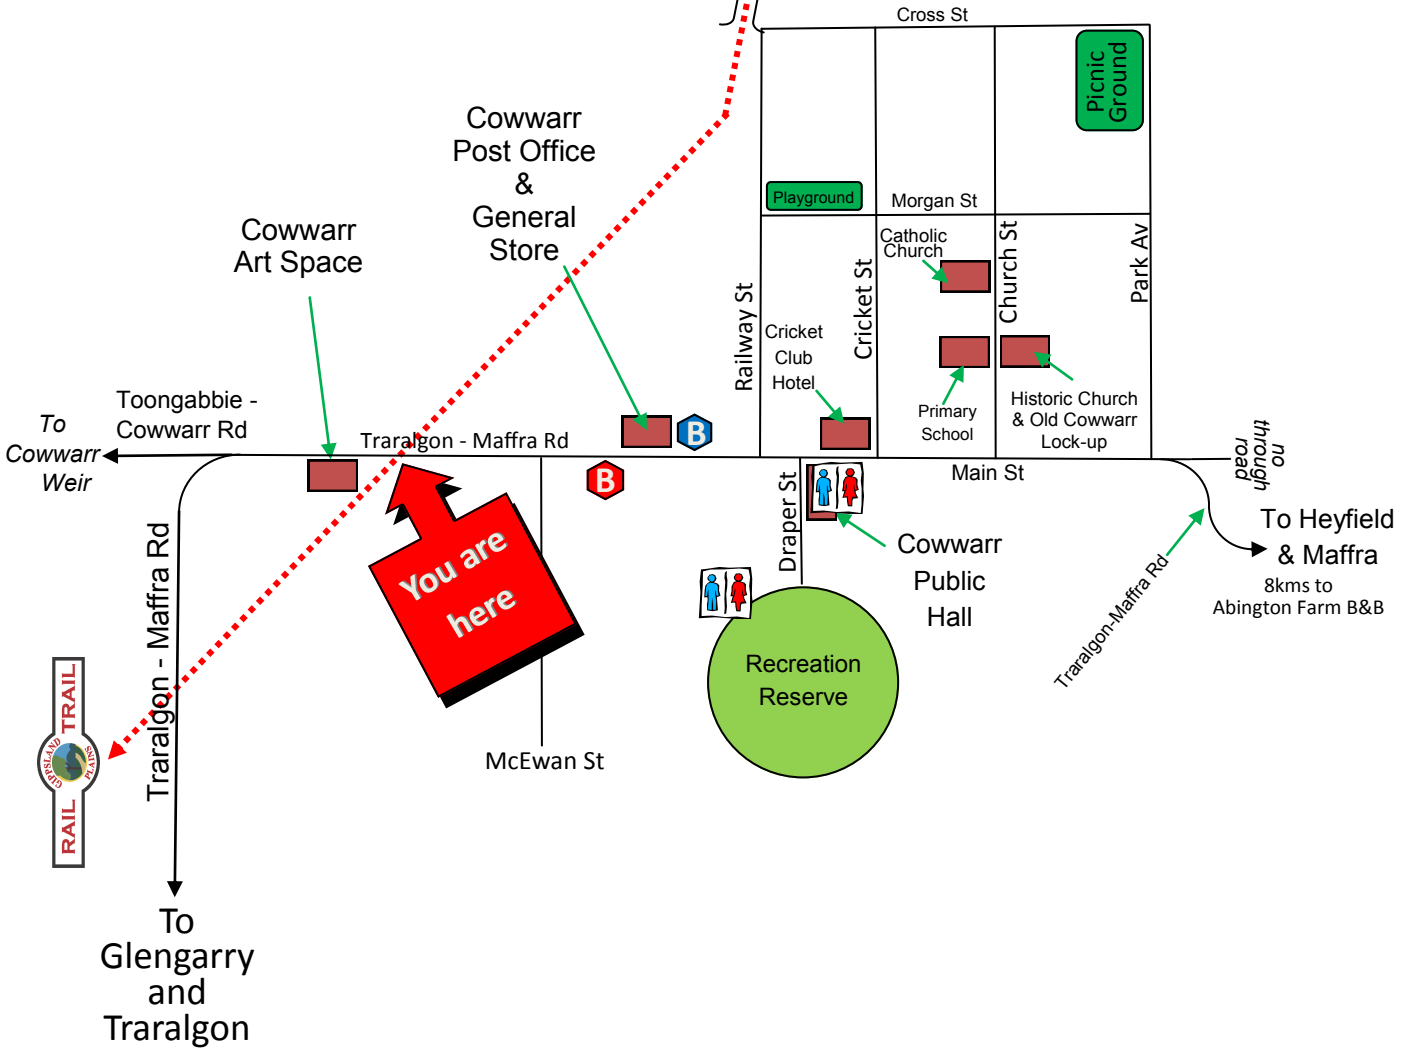 Cross St
Picnic
Ground
Cowwarr
Post Office
&
General
Store
Playground
Morgan St
Cowwarr
Art Space
Catholic
Church
Church St
Park Av
Cricket St
Railway St
Cricket
Club
Hotel
Historic Church
& Old Cowwarr
Lock-up
Primary
School
Toongabbie -
Cowwarr Rd
To
Cowwarr
Weir
Traralgon - Maffra Rd
B
B
Main St
no
through
road
Draper St
To Heyfield
& Maffra
8kms to
Abington Farm B&B
Traralgon-Maffra Rd
Cowwarr
Public
Hall
You are
here
Recreation
Reserve
McEwan St
Traralgon - Maffra Rd
RAIL TRAIL
GIPPSLAND
PLAINS
To
Glengarry
and
Traralgon